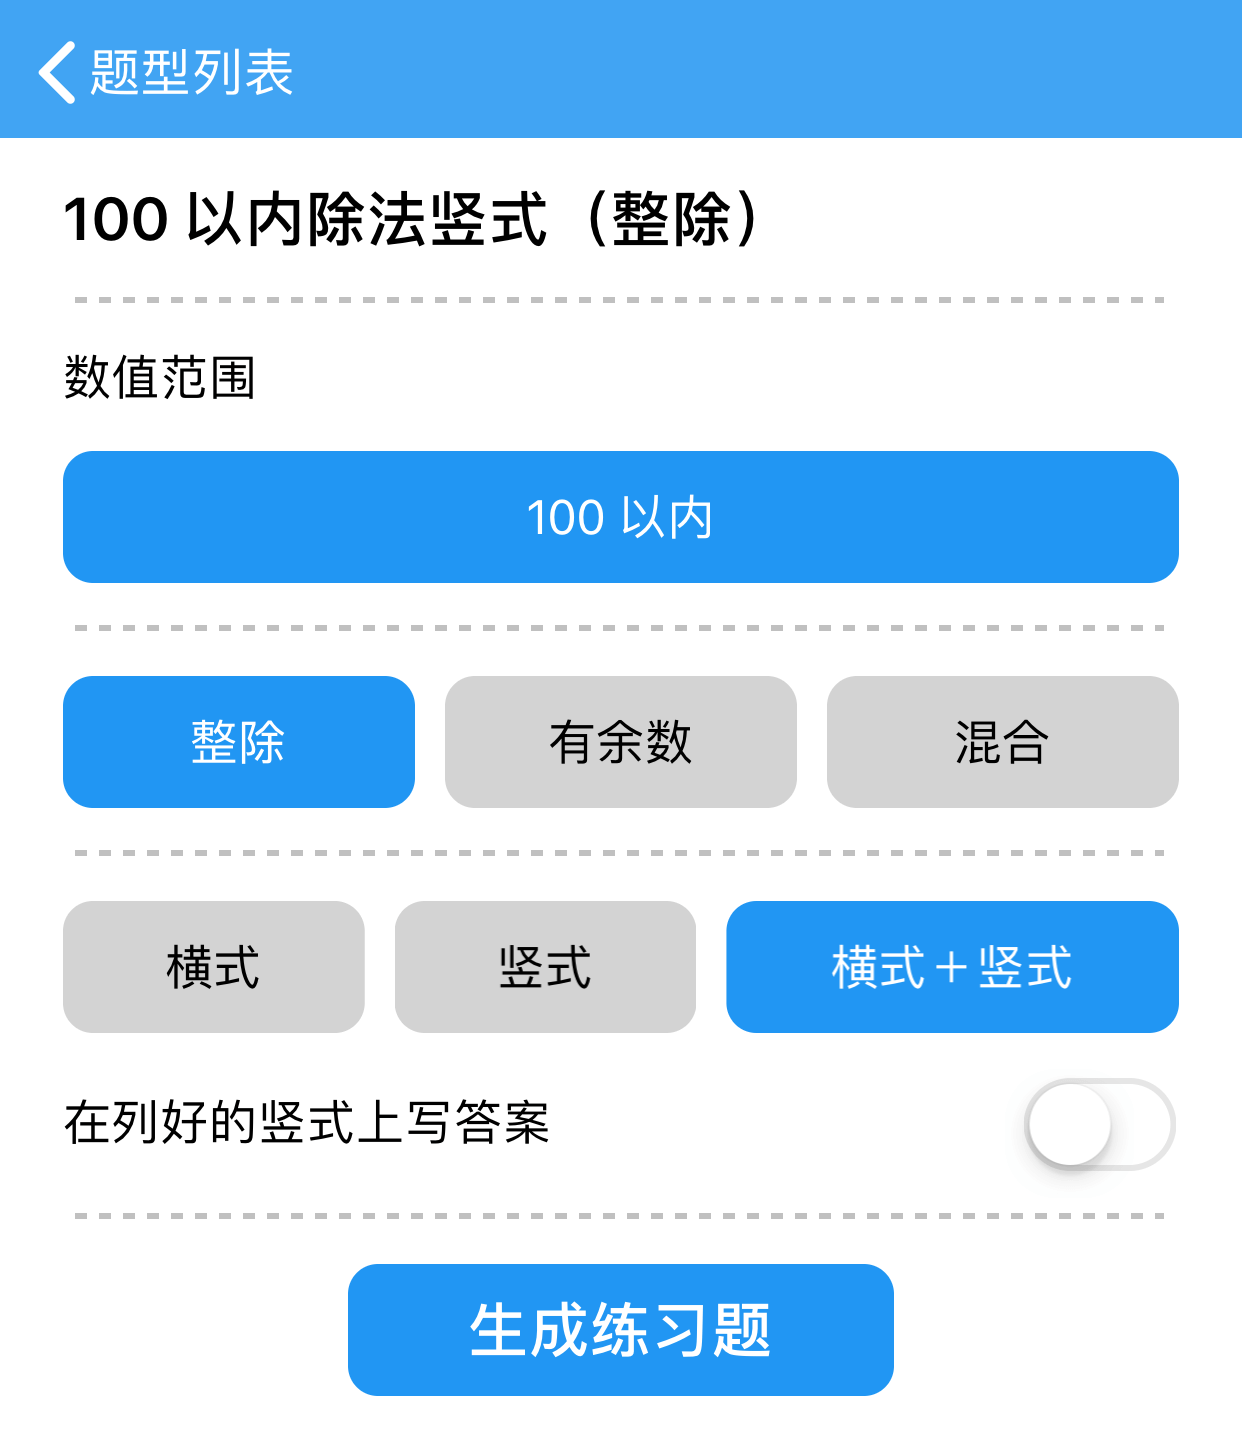 题型列表
100 以内除法竖式（整除）
数值范围
100 以内
整除 有余数 混合
横式 竖式 横式 + 竖式
在列好的竖式上写答案
生成练习题